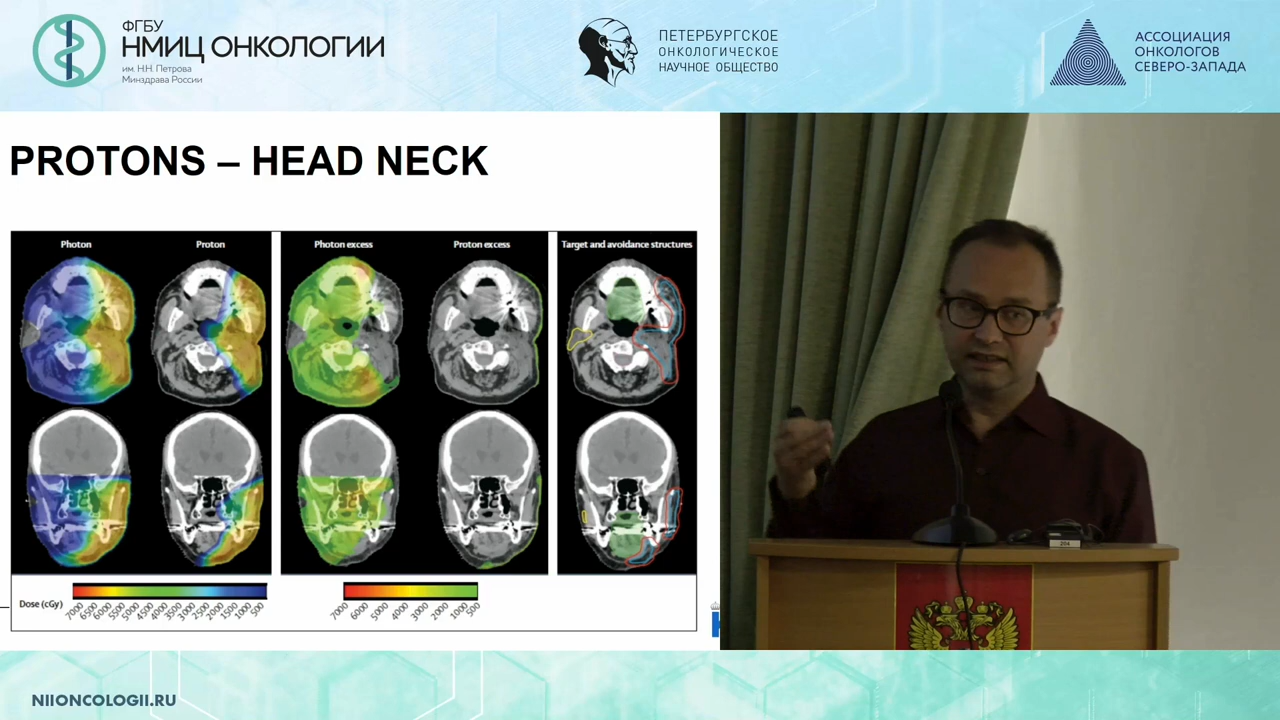 ФГБУ
НМИЦ ОНКОЛОГИИ
им. Н.Н. Петрова
Минздрава России
ПЕТЕРБУРГСКОЕ
ОНКОЛОГИЧЕСКОЕ
НАУЧНОЕ ОБЩЕСТВО
АССОЦИАЦИЯ
ОНКОЛОГОВ
СЕВЕРО-ЗАПАДА
PROTONS – HEAD NECK
Photon
Proton
Photon excess
Proton excess
Target and avoidance structures
Dose (cGy)
7000 6500 6000 5500 5000 4500 4000 3500 3000 2500 2000 1500 1000 500
7000 6000 5000 4000 3000 2000 1000 500
206
NIIONCOLOGII.RU